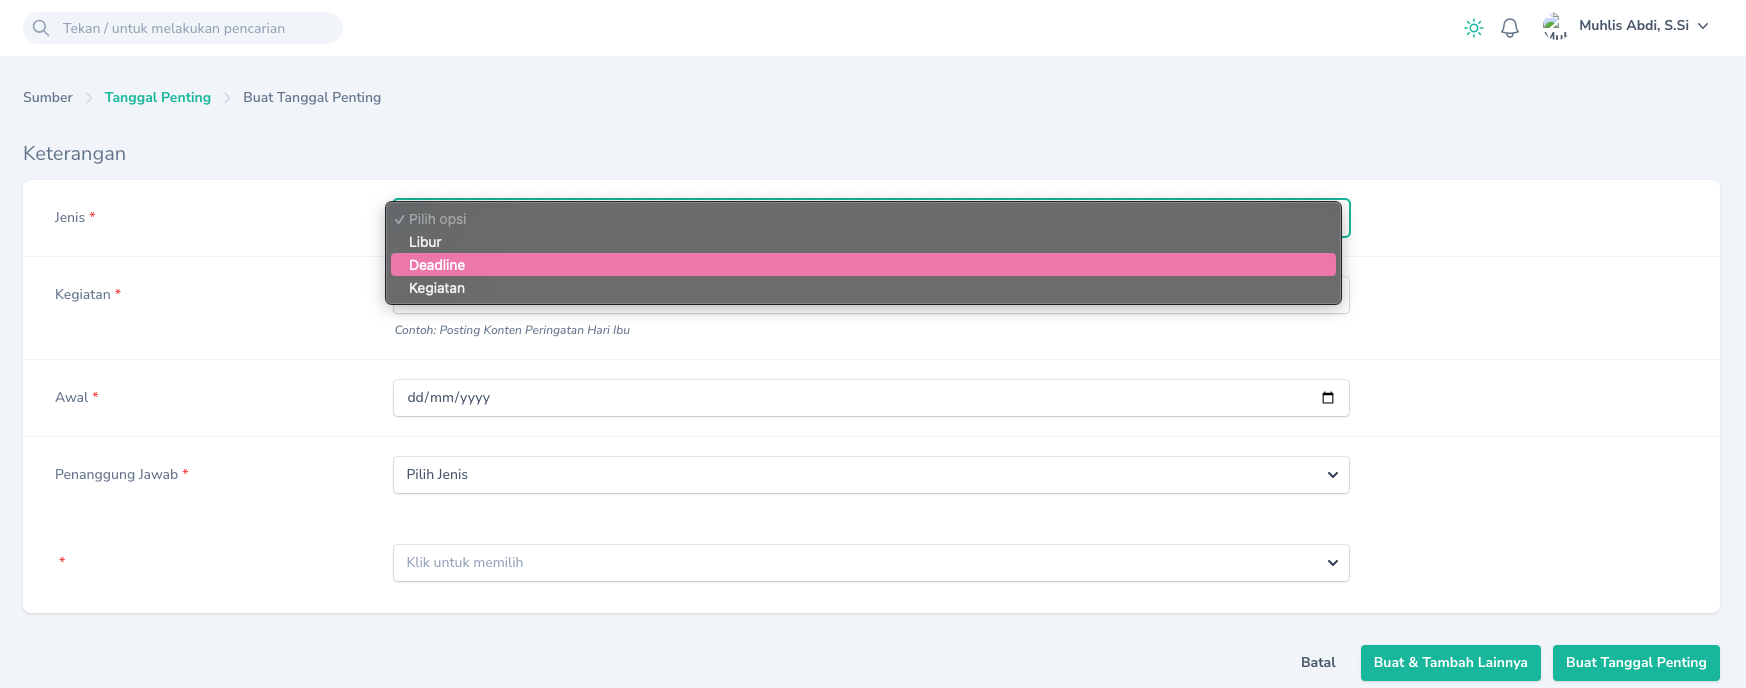 Tekan / untuk melakukan pencarian
Muhlis Abdi, S.Si
Sumber > Tanggal Penting > Buat Tanggal Penting
Keterangan
Jenis *
✓ Pilih opsi
Libur
Deadline
Kegiatan
Kegiatan *
Contoh: Posting Konten Peringatan Hari Ibu
Awal *
dd/mm/yyyy
Penanggung Jawab *
Pilih Jenis
*
Klik untuk memilih
Batal
Buat & Tambah Lainnya
Buat Tanggal Penting